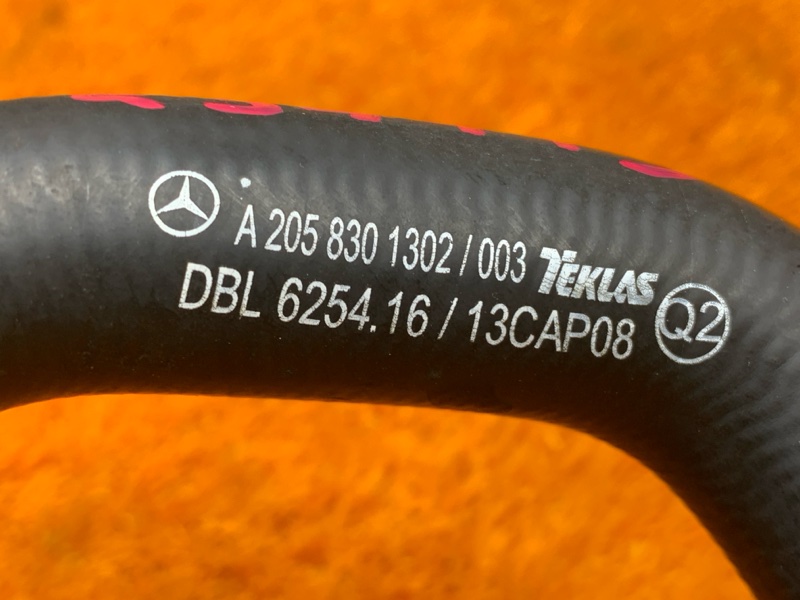 A 205 830 1302 / 003 TEKLAS Q2
DBL 6254.16 / 13CAP08